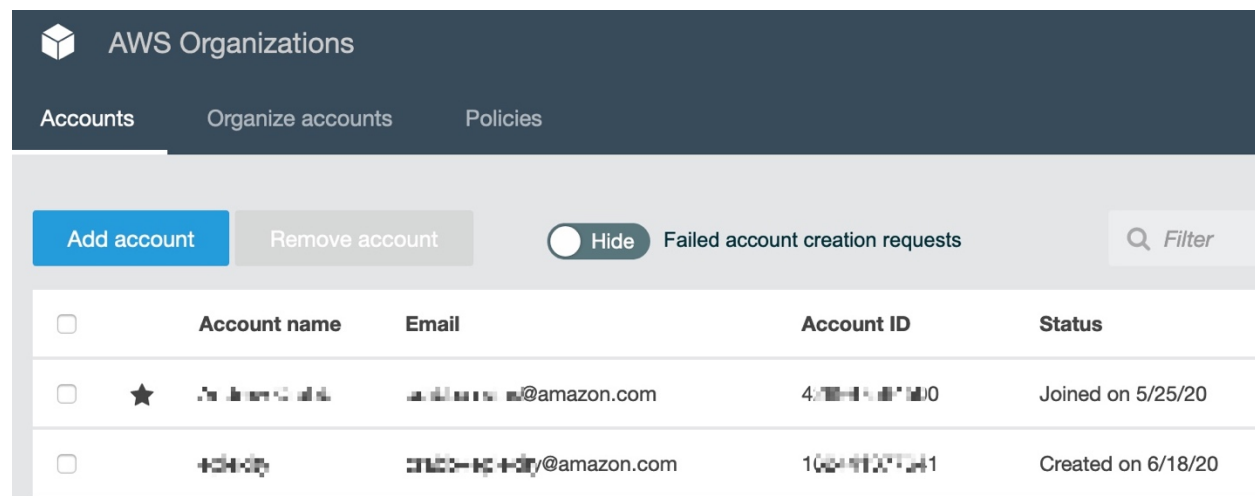 AWS Organizations
Accounts Organize accounts Policies
Add account Remove account Hide Failed account creation requests Filter
Account name Email Account ID Status
@amazon.com Joined on 5/25/20
@amazon.com Created on 6/18/20